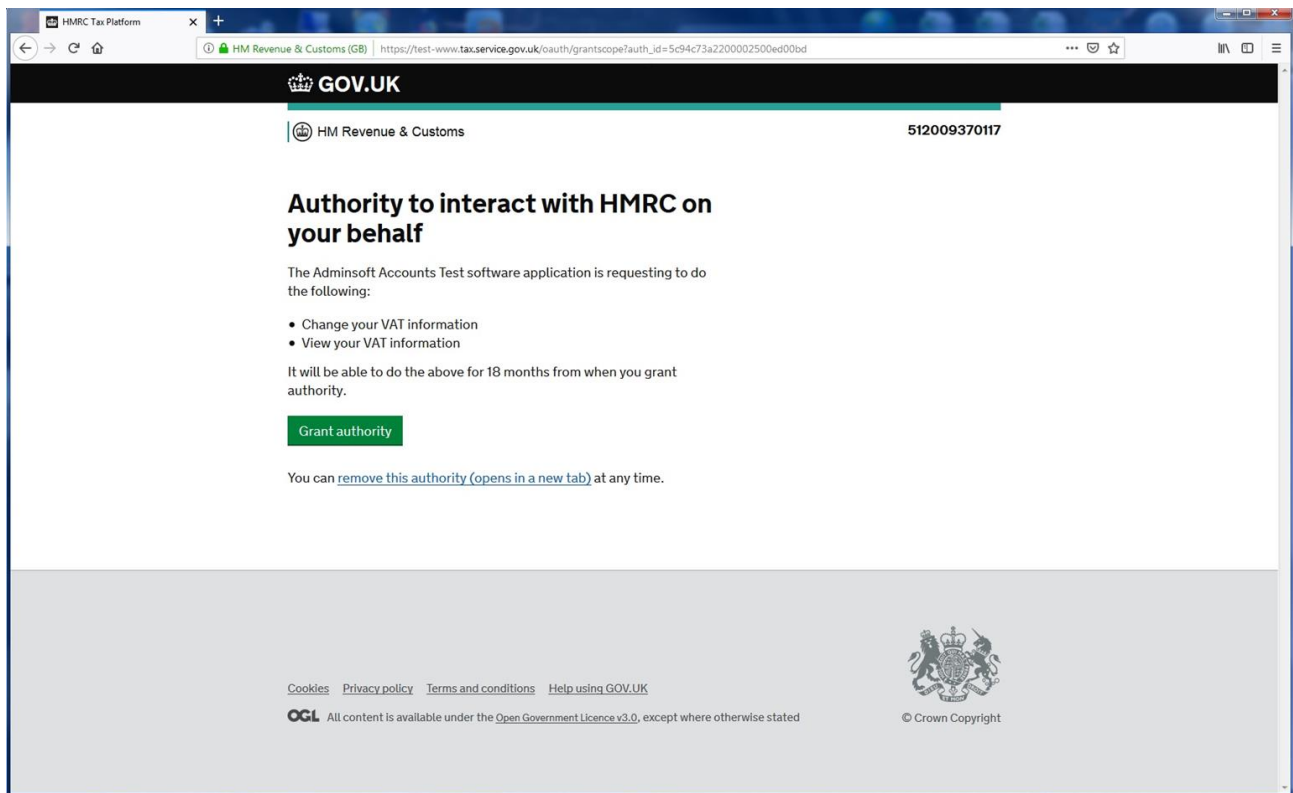 HMRC Tax Platform
HM Revenue & Customs (GB) https://test-www.tax.service.gov.uk/oauth/grantscope?auth_id=5c94c73a2200002500ed00bd
GOV.UK
HM Revenue & Customs 512009370117
Authority to interact with HMRC on
your behalf
The Adminsoft Accounts Test software application is requesting to do
the following:
• Change your VAT information
• View your VAT information
It will be able to do the above for 18 months from when you grant
authority.
Grant authority
You can remove this authority (opens in a new tab) at any time.
Cookies Privacy policy Terms and conditions Help using GOV.UK
OGL All content is available under the Open Government Licence v3.0, except where otherwise stated
© Crown Copyright